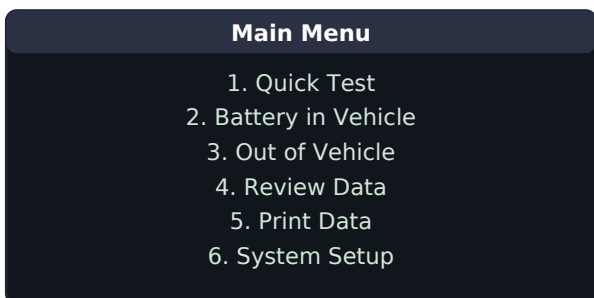 Main Menu
1. Quick Test
2. Battery in Vehicle
3. Out of Vehicle
4. Review Data
5. Print Data
6. System Setup